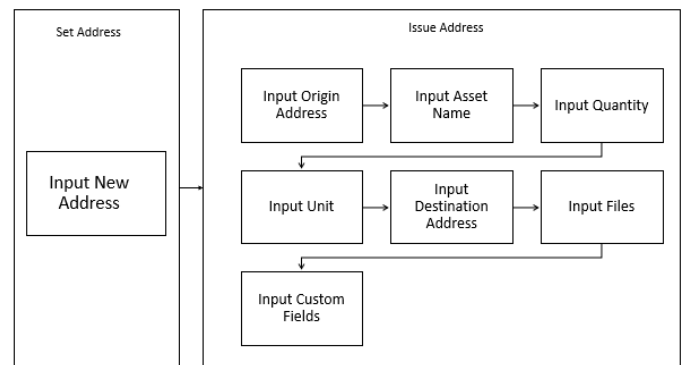 Set Address
Issue Address
Input Origin
Address
Input Asset
Name
Input Quantity
Input New
Address
Input Unit
Input
Destination
Address
Input Files
Input Custom
Fields